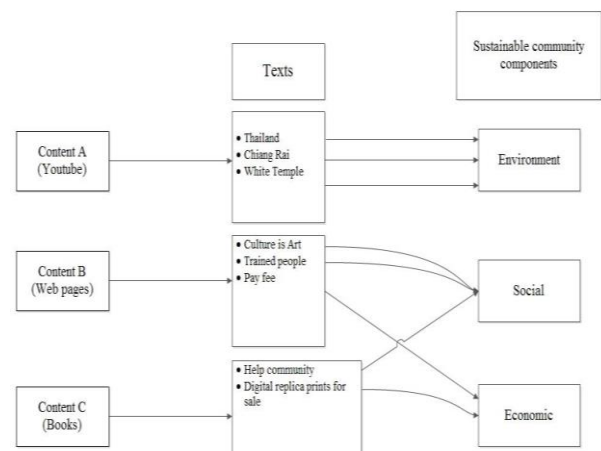 Texts
Sustainable community
components
Content A
(Youtube)
• Thailand
• Chiang Rai
• White Temple
Environment
Content B
(Web pages)
• Culture is Art
• Trained people
• Pay fee
Social
Content C
(Books)
• Help community
• Digital replica prints for
sale
Economic